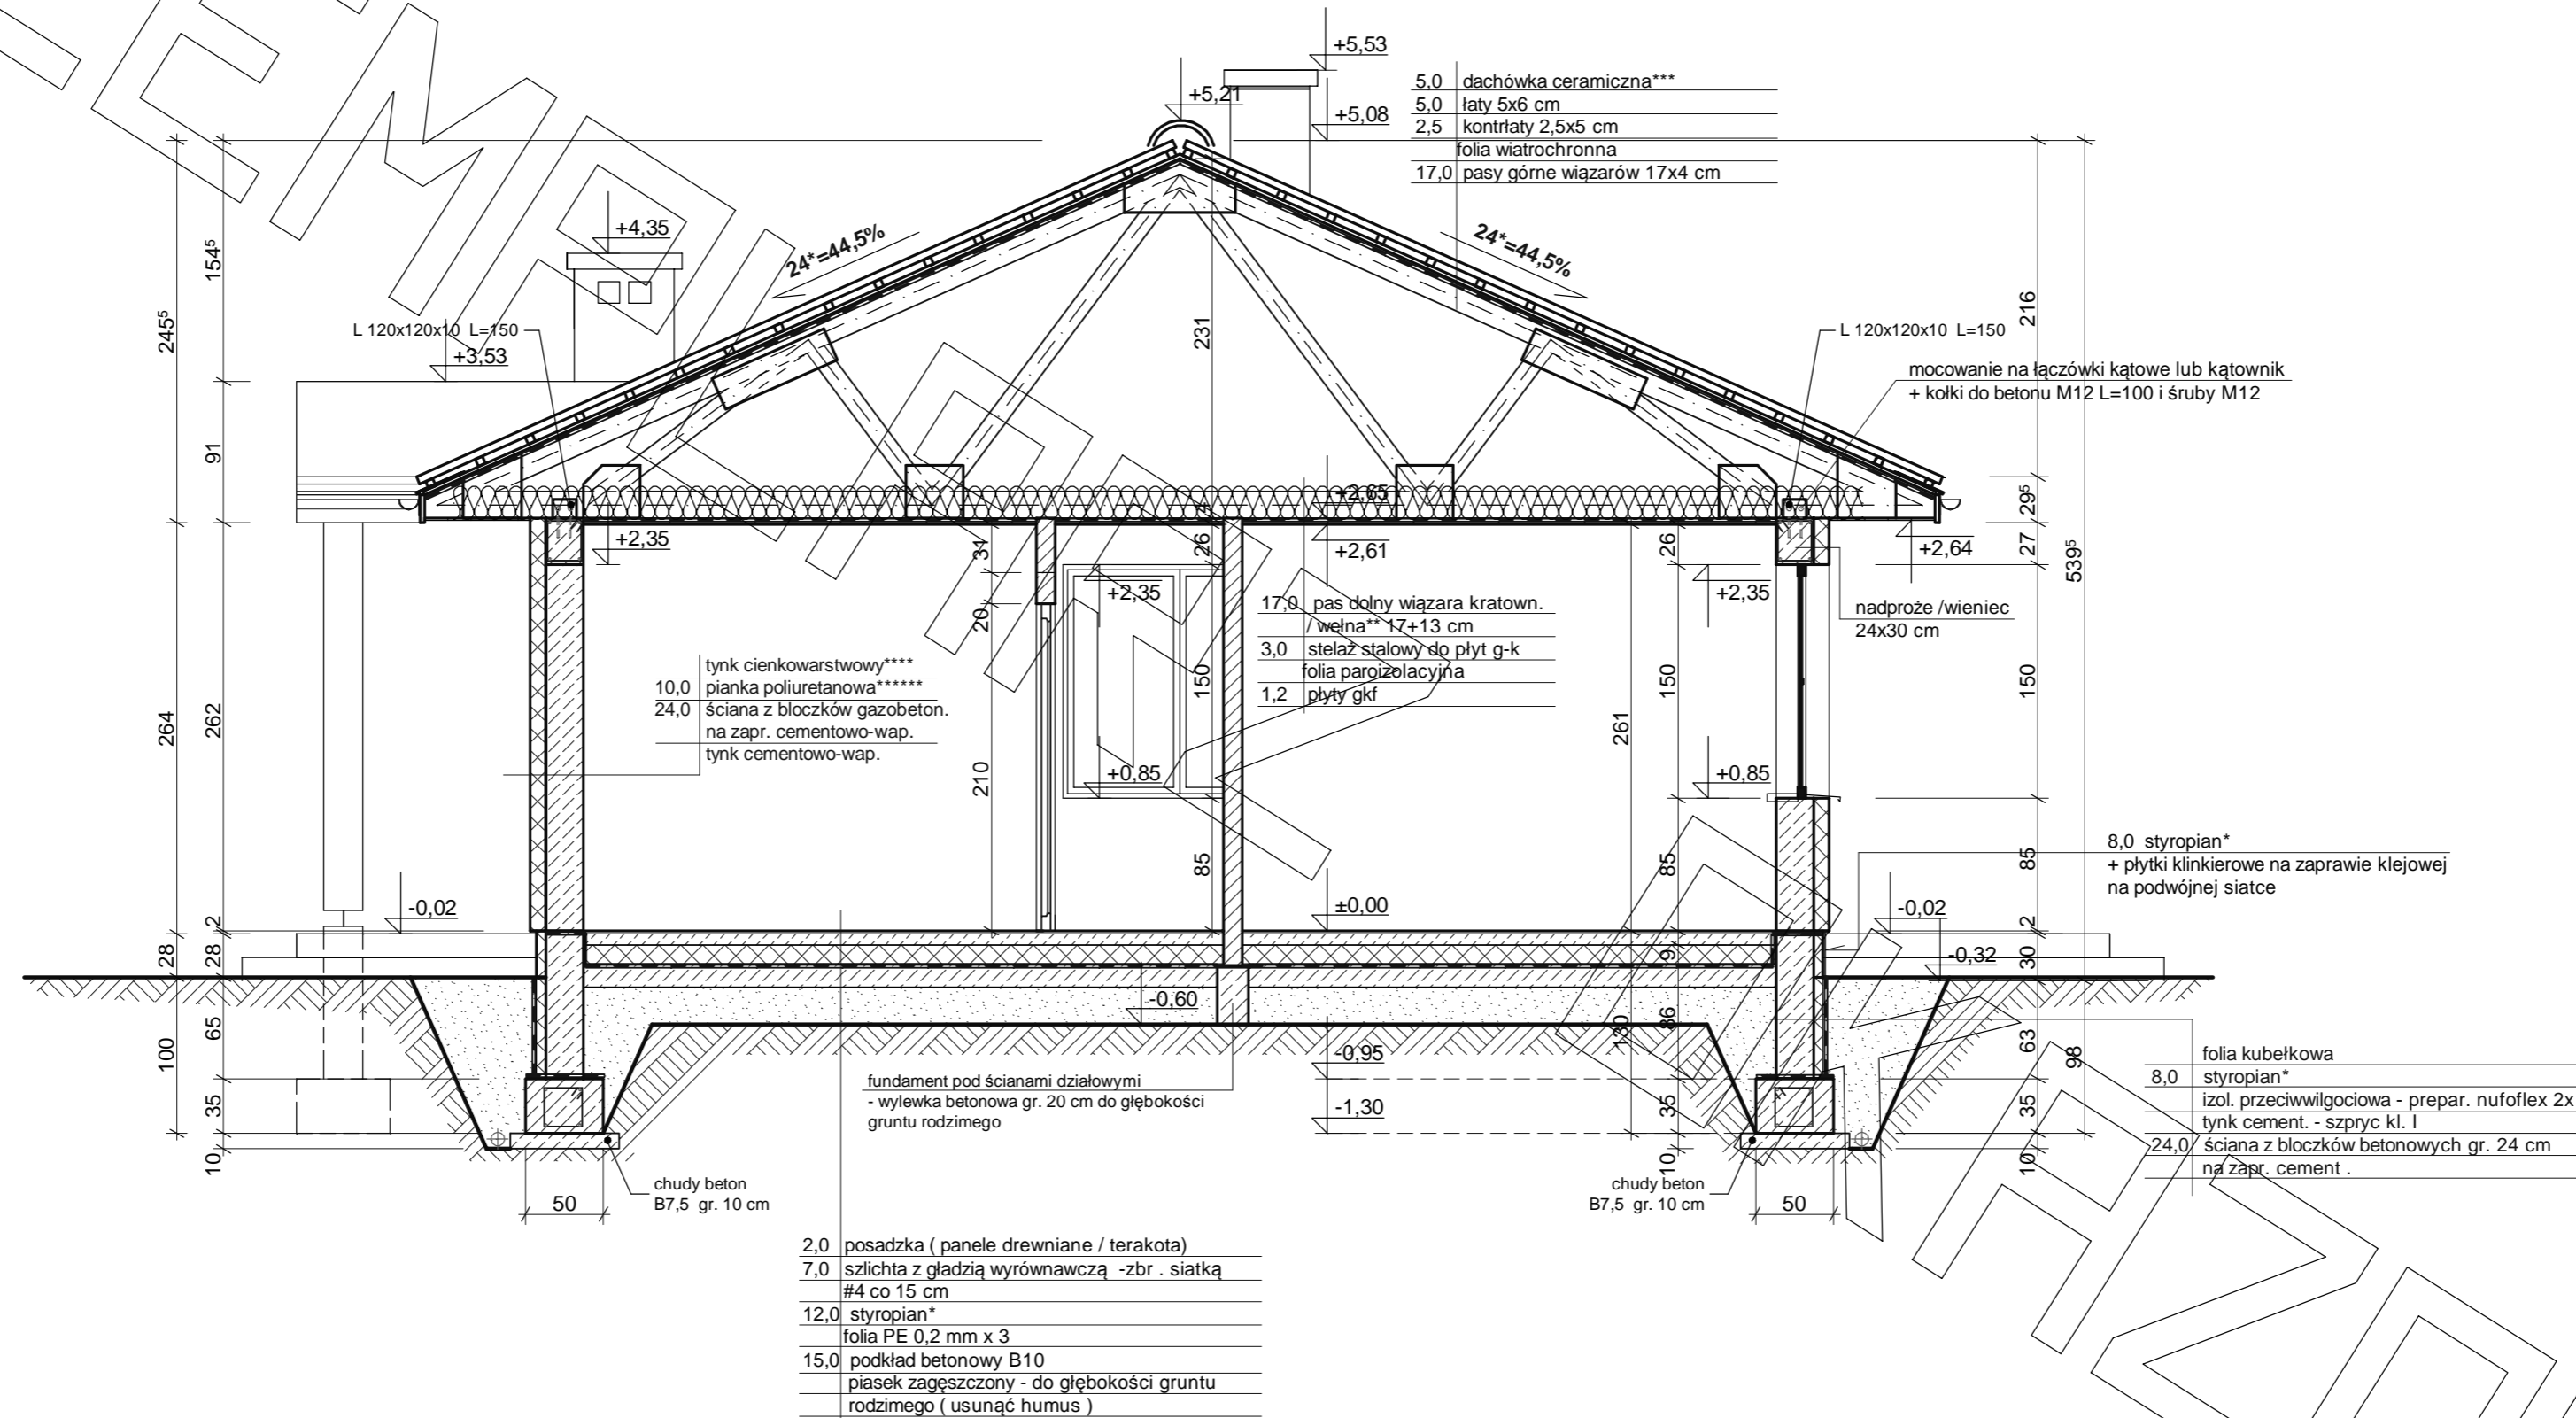 +5,53
+5,21
+5,08
5,0 dachówka ceramiczna***
5,0 łaty 5x6 cm
2,5 kontrłaty 2,5x5 cm
folia wiatrochronna
17,0 pasy górne wiązarów 17x4 cm
+4,35
24*=44,5%
24*=44,5%
1545
2455
231
216
L 120x120x10 L=150
+3,53
L 120x120x10 L=150
mocowanie na łączówki kątowe lub kątownik
+ kołki do betonu M12 L=100 i śruby M12
91
+2,65
4
295
+2,35
31
26
+2,61
26
+2,64
27
5395
+2,35
+2,35
20
17,0 pas dolny wiązara kratown.
/ wełna** 17+13 cm
3,0 stelaż stalowy do płyt g-k
folia paroizolacyjna
1,2 płyty gkf
nadproże /wieniec
24x30 cm
tynk cienkowarstwowy****
10,0 pianka poliuretanowa******
24,0 ściana z bloczków gazobeton.
na zapr. cementowo-wap.
tynk cementowo-wap.
264
262
210
150
261
150
150
+0,85
+0,85
85
85
85
8,0 styropian*
+ płytki klinkierowe na zaprawie klejowej
na podwójnej siatce
-0,02
±0,00
-0,02
2
2
28
28
9
-0,32
30
-0,60
100
65
130
86
63
98
-0,95
-1,30
35
35
35
10
10
10
fundament pod ścianami działowymi
- wylewka betonowa gr. 20 cm do głębokości
gruntu rodzimego
folia kubełkowa
8,0 styropian*
izol. przeciwwilgociowa - prepar. nufoflex 2x
tynk cement. - szpryc kl. I
24,0 ściana z bloczków betonowych gr. 24 cm
na zapr. cement .
50
chudy beton
B7,5 gr. 10 cm
chudy beton
B7,5 gr. 10 cm
50
2,0 posadzka ( panele drewniane / terakota)
7,0 szlichta z gładzią wyrównawczą -zbr . siatką
#4 co 15 cm
12,0 styropian*
folia PE 0,2 mm x 3
15,0 podkład betonowy B10
piasek zagęszczony - do głębokości gruntu
rodzimego ( usunąć humus )